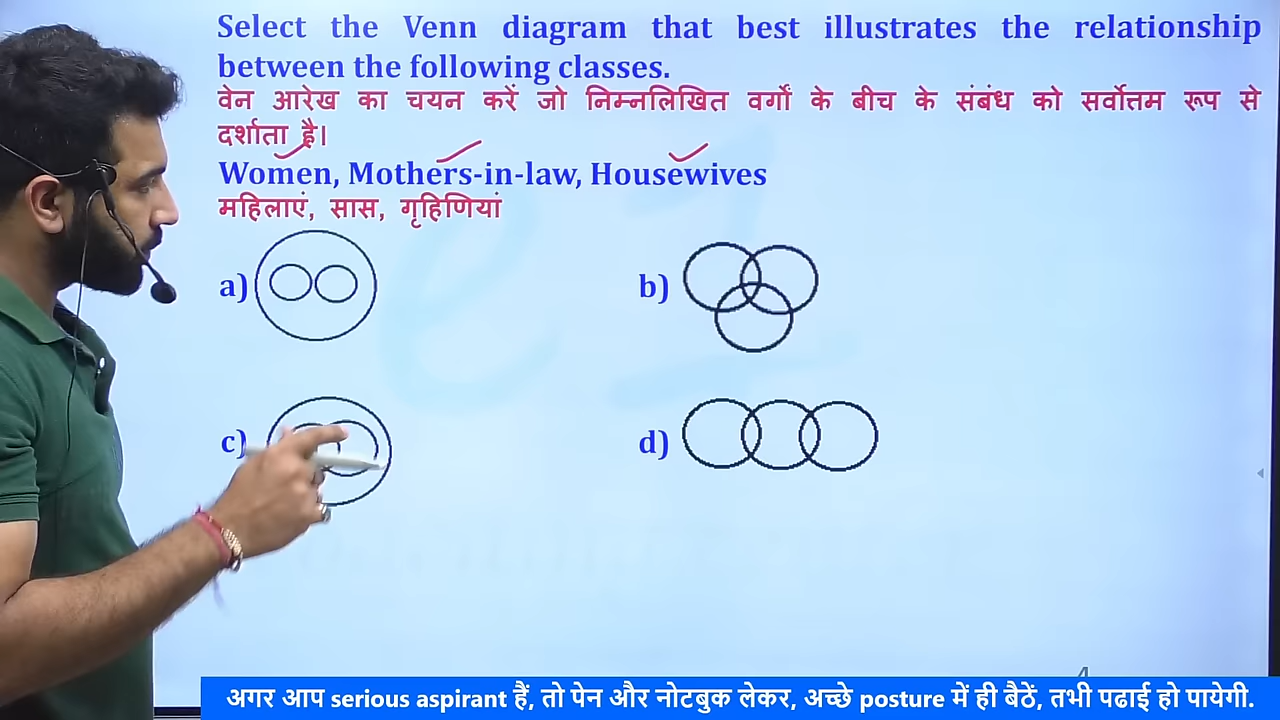 Select the Venn diagram that best illustrates the relationship
between the following classes.
वेन आरेख का चयन करें जो निम्नलिखित वर्गों के बीच के संबंध को सर्वोत्तम रूप से
दर्शाता है।
Women, Mothers-in-law, Housewives
महिलाएं, सास, गृहिणियां
a)
b)
c)
d)
अगर आप serious aspirant हैं, तो पेन और नोटबुक लेकर, अच्छे posture में ही बैठें, तभी पढाई हो पायेगी.